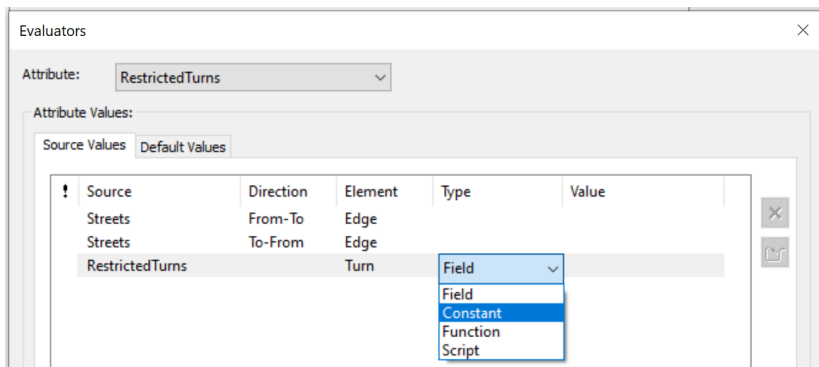 Evaluators
Attribute: RestrictedTurns
Attribute Values:
Source Values Default Values
! Source Direction Element Type Value
Streets From-To Edge
Streets To-From Edge
RestrictedTurns Turn Field
Field
Constant
Function
Script